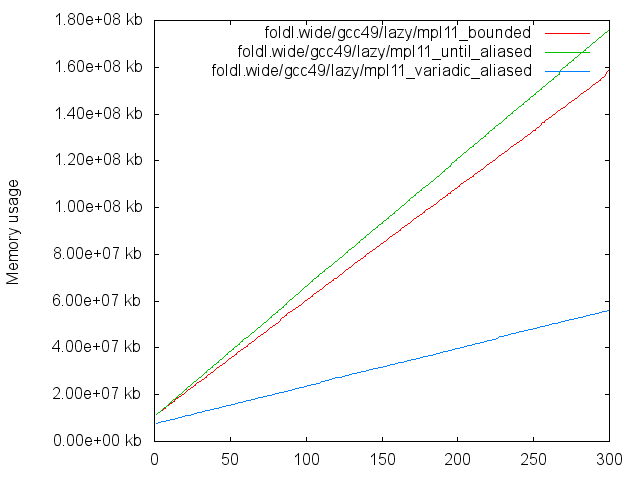 1.80e+08 kb
1.60e+08 kb
1.40e+08 kb
1.20e+08 kb
1.00e+08 kb
8.00e+07 kb
6.00e+07 kb
4.00e+07 kb
2.00e+07 kb
0.00e+00 kb
Memory usage
foldl.wide/gcc49/lazy/mpl11_bounded
foldl.wide/gcc49/lazy/mpl11_until_aliased
foldl.wide/gcc49/lazy/mpl11_variadic_aliased
0 50 100 150 200 250 300